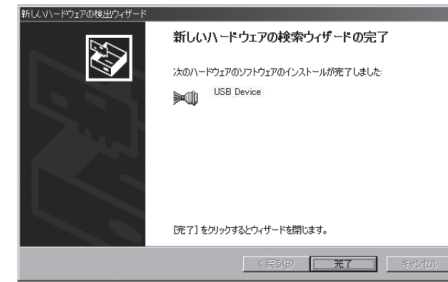 新しいハードウェアの検出ウィザード
新しいハードウェアの検索ウィザードの完了
次のハードウェアのソフトウェアのインストールが完了しました:
USB Device
[完了] をクリックするとウィザードを閉じます。
< 戻る(B)
完了
キャンセル